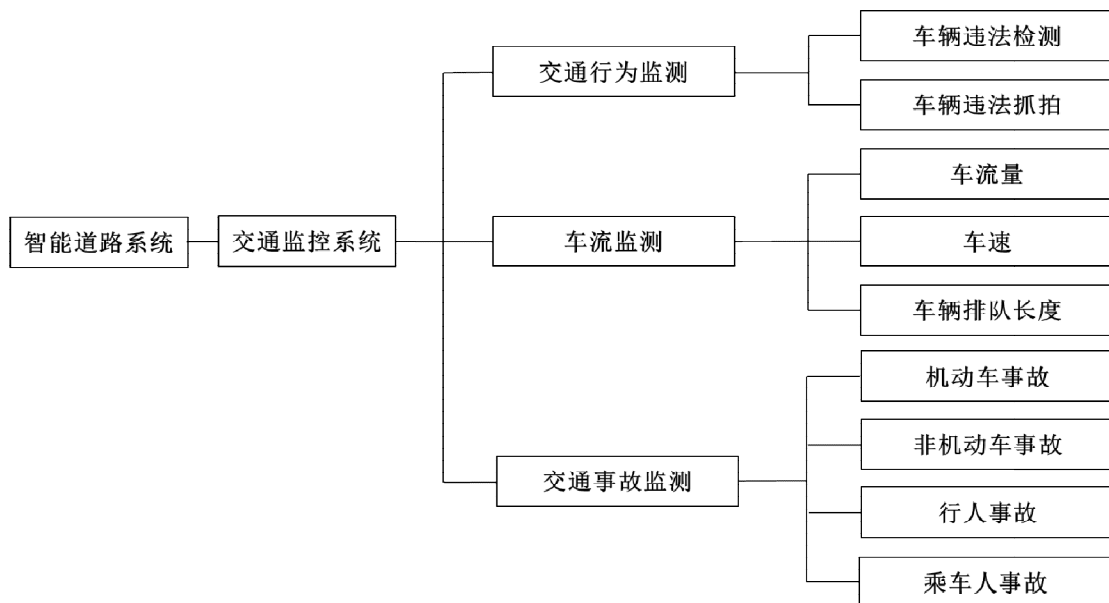 智能道路系统
交通监控系统
交通行为监测
车辆违法检测
车辆违法抓拍
车流监测
车流量
车速
车辆排队长度
交通事故监测
机动车事故
非机动车事故
行人事故
乘车人事故